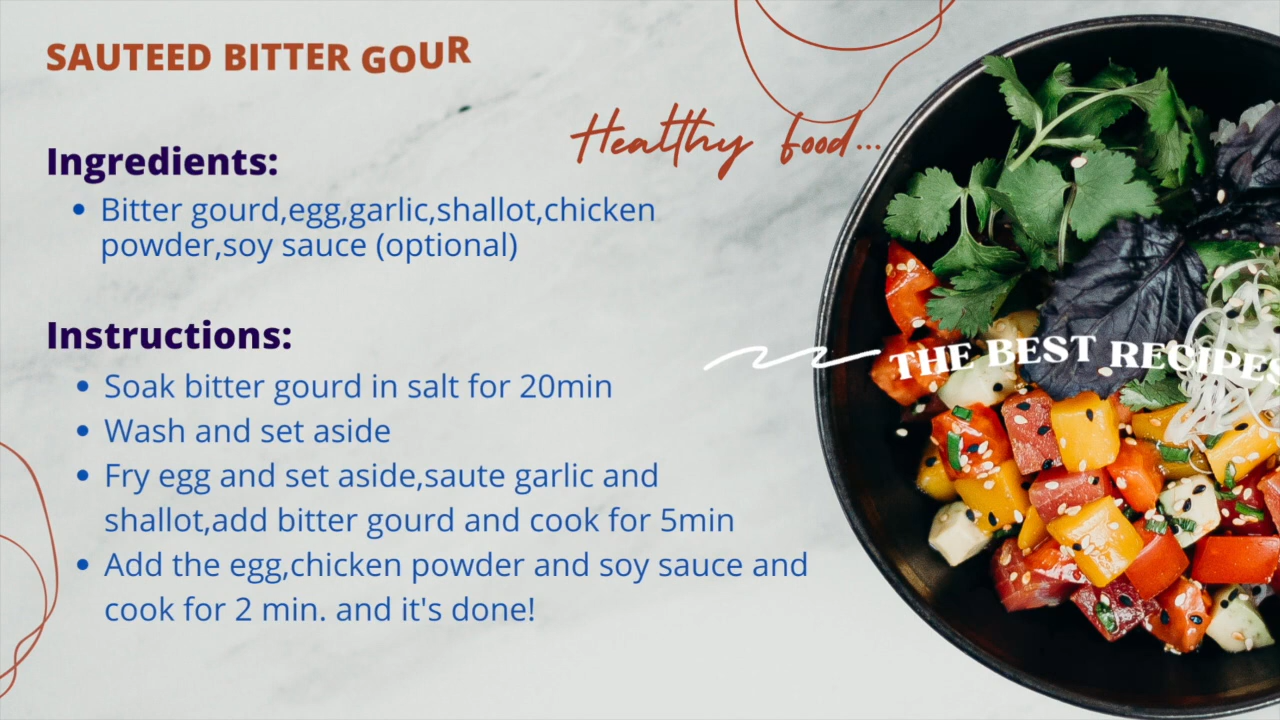 SAUTEED BITTER GOUR
Healthy food...
Ingredients:
• Bitter gourd,egg,garlic,shallot,chicken
powder,soy sauce (optional)
Instructions:
• Soak bitter gourd in salt for 20min
• Wash and set aside
• Fry egg and set aside,saute garlic and
shallot,add bitter gourd and cook for 5min
• Add the egg,chicken powder and soy sauce and
cook for 2 min. and it's done!
THE BEST RECIPES